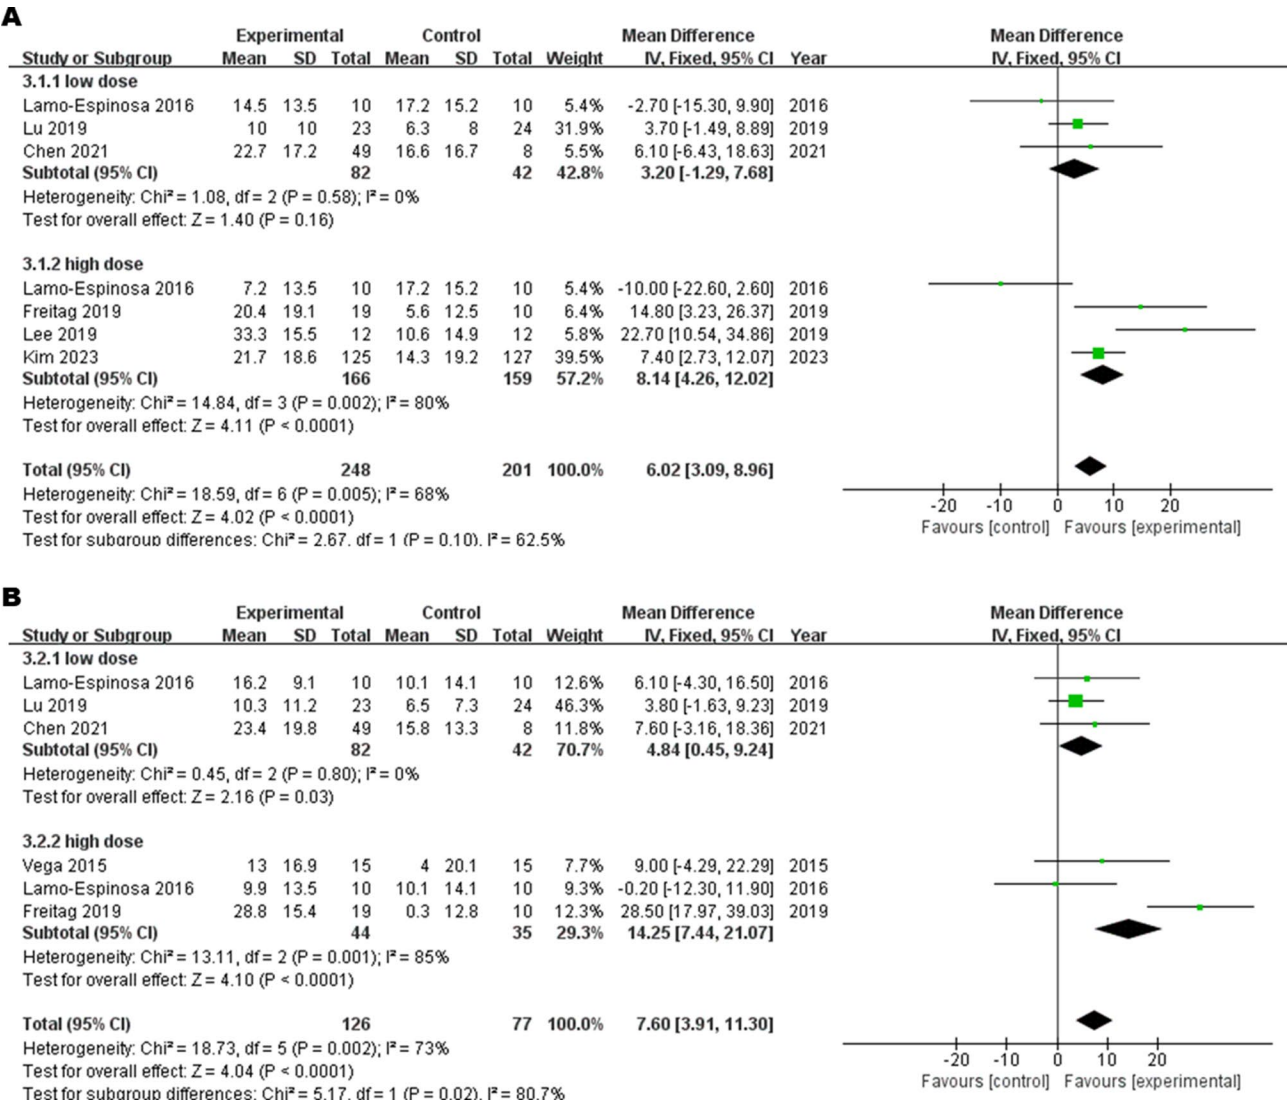 A
Experimental Control Mean Difference Mean Difference
Study or Subgroup Mean SD Total Mean SD Total Weight IV, Fixed, 95% CI Year IV, Fixed, 95% CI
3.1.1 low dose
Lamo-Espinosa 2016 14.5 13.5 10 17.2 15.2 10 5.4% -2.70 [-15.30, 9.90] 2016
Lu 2019 10 10 23 6.3 8 24 31.9% 3.70 [-1.49, 8.89] 2019
Chen 2021 22.7 17.2 49 16.6 16.7 8 5.5% 6.10 [-6.43, 18.63] 2021
Subtotal (95% CI) 82 42 42.8% 3.20 [-1.29, 7.68]
Heterogeneity: Chi² = 1.08, df = 2 (P = 0.58); I² = 0%
Test for overall effect: Z = 1.40 (P = 0.16)
3.1.2 high dose
Lamo-Espinosa 2016 7.2 13.5 10 17.2 15.2 10 5.4% -10.00 [-22.60, 2.60] 2016
Freitag 2019 20.4 19.1 19 5.6 12.5 10 6.4% 14.80 [3.23, 26.37] 2019
Lee 2019 33.3 15.5 12 10.6 14.9 12 5.8% 22.70 [10.54, 34.86] 2019
Kim 2023 21.7 18.6 125 14.3 19.2 127 39.5% 7.40 [2.73, 12.07] 2023
Subtotal (95% CI) 166 159 57.2% 8.14 [4.26, 12.02]
Heterogeneity: Chi² = 14.84, df = 3 (P = 0.002); I² = 80%
Test for overall effect: Z = 4.11 (P < 0.0001)
Total (95% CI) 248 201 100.0% 6.02 [3.09, 8.96]
Heterogeneity: Chi² = 18.59, df = 6 (P = 0.005); I² = 68%
Test for overall effect: Z = 4.02 (P < 0.0001)
Test for subgroup differences: Chi² = 2.67, df = 1 (P = 0.10), I² = 62.5%
-20 -10 0 10 20
Favours [control] Favours [experimental]
B
Experimental Control Mean Difference Mean Difference
Study or Subgroup Mean SD Total Mean SD Total Weight IV, Fixed, 95% CI Year IV, Fixed, 95% CI
3.2.1 low dose
Lamo-Espinosa 2016 16.2 9.1 10 10.1 14.1 10 12.6% 6.10 [-4.30, 16.50] 2016
Lu 2019 10.3 11.2 23 6.5 7.3 24 46.3% 3.80 [-1.63, 9.23] 2019
Chen 2021 23.4 19.8 49 15.8 13.3 8 11.8% 7.60 [-3.16, 18.36] 2021
Subtotal (95% CI) 82 42 70.7% 4.84 [0.45, 9.24]
Heterogeneity: Chi² = 0.45, df = 2 (P = 0.80); I² = 0%
Test for overall effect: Z = 2.16 (P = 0.03)
3.2.2 high dose
Vega 2015 13 16.9 15 4 20.1 15 7.7% 9.00 [-4.29, 22.29] 2015
Lamo-Espinosa 2016 9.9 13.5 10 10.1 14.1 10 9.3% -0.20 [-12.30, 11.90] 2016
Freitag 2019 28.8 15.4 19 0.3 12.8 10 12.3% 28.50 [17.97, 39.03] 2019
Subtotal (95% CI) 44 35 29.3% 14.25 [7.44, 21.07]
Heterogeneity: Chi² = 13.11, df = 2 (P = 0.001); I² = 85%
Test for overall effect: Z = 4.10 (P < 0.0001)
Total (95% CI) 126 77 100.0% 7.60 [3.91, 11.30]
Heterogeneity: Chi² = 18.73, df = 5 (P = 0.002); I² = 73%
Test for overall effect: Z = 4.04 (P < 0.0001)
Test for subgroup differences: Chi² = 5.17, df = 1 (P = 0.02), I² = 80.7%
-20 -10 0 10 20
Favours [control] Favours [experimental]